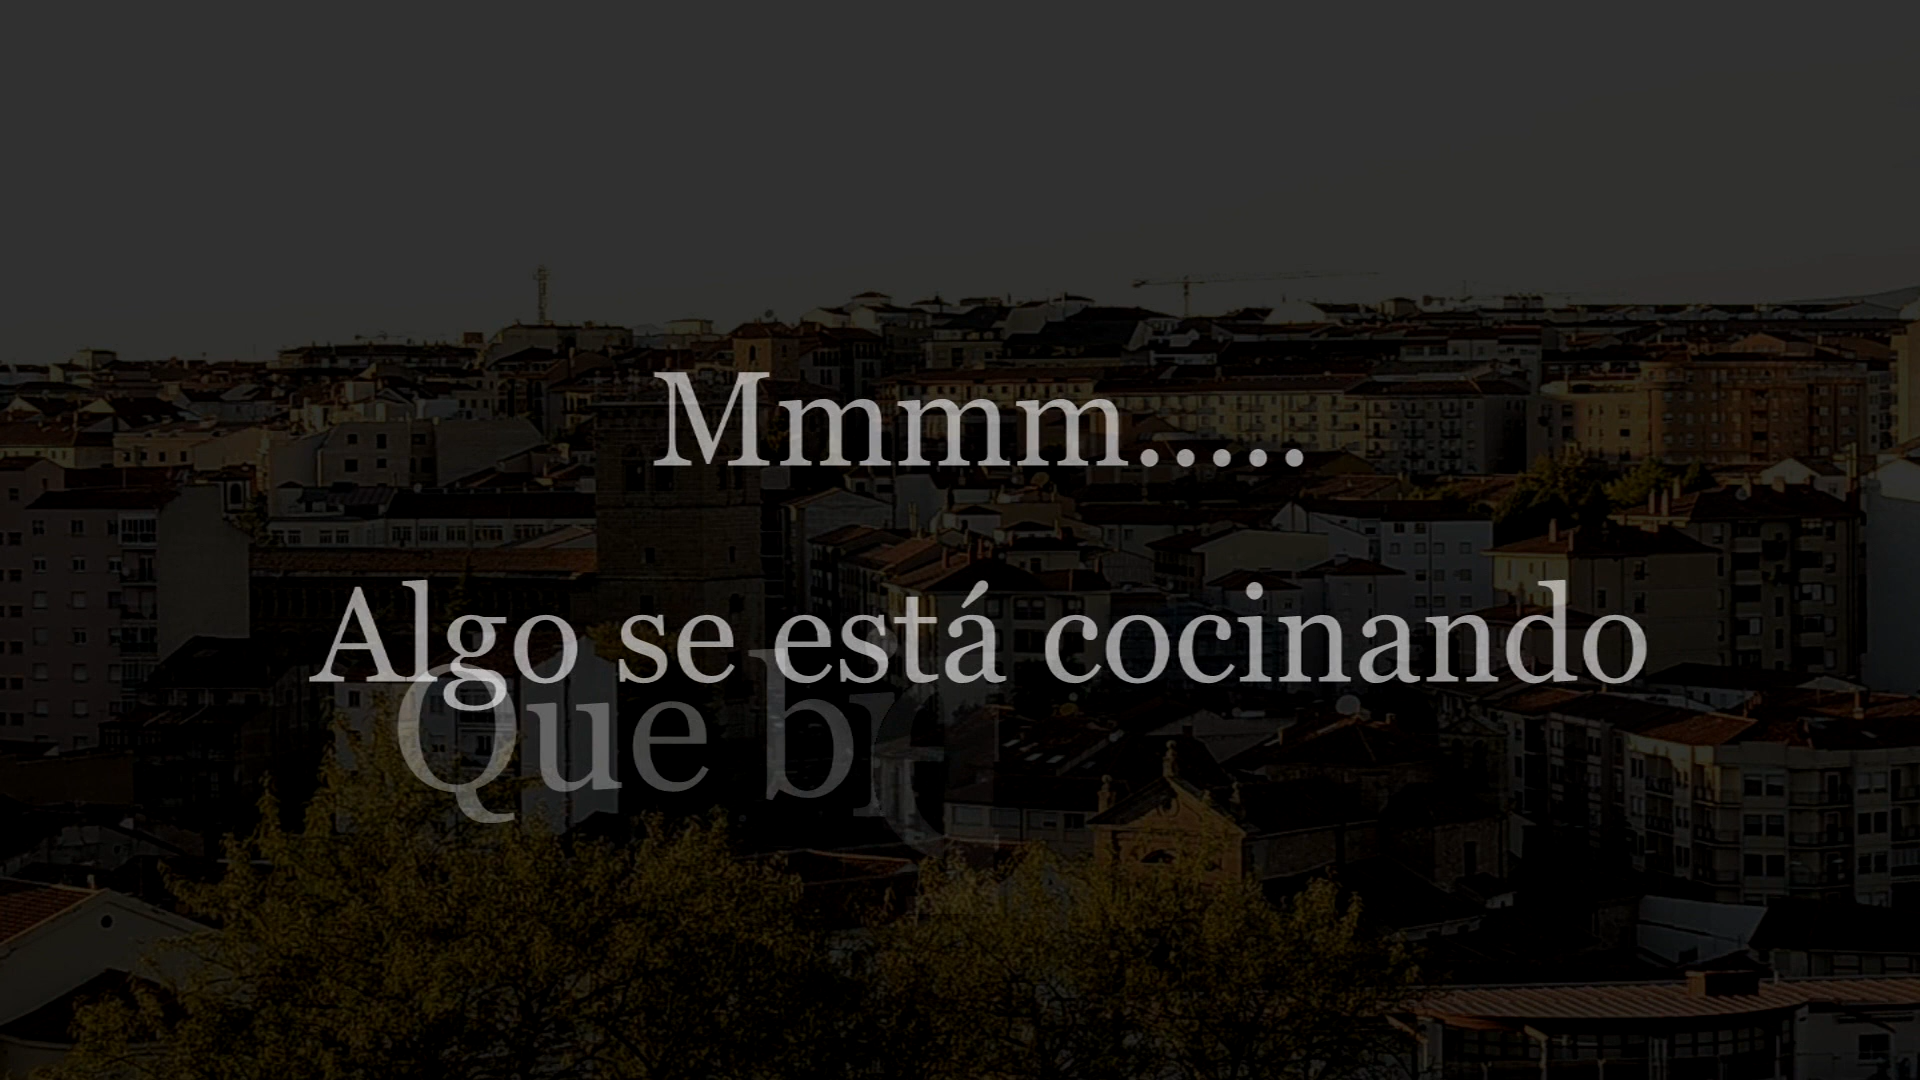 Mmmm.....
Algo se está cocinando
Que